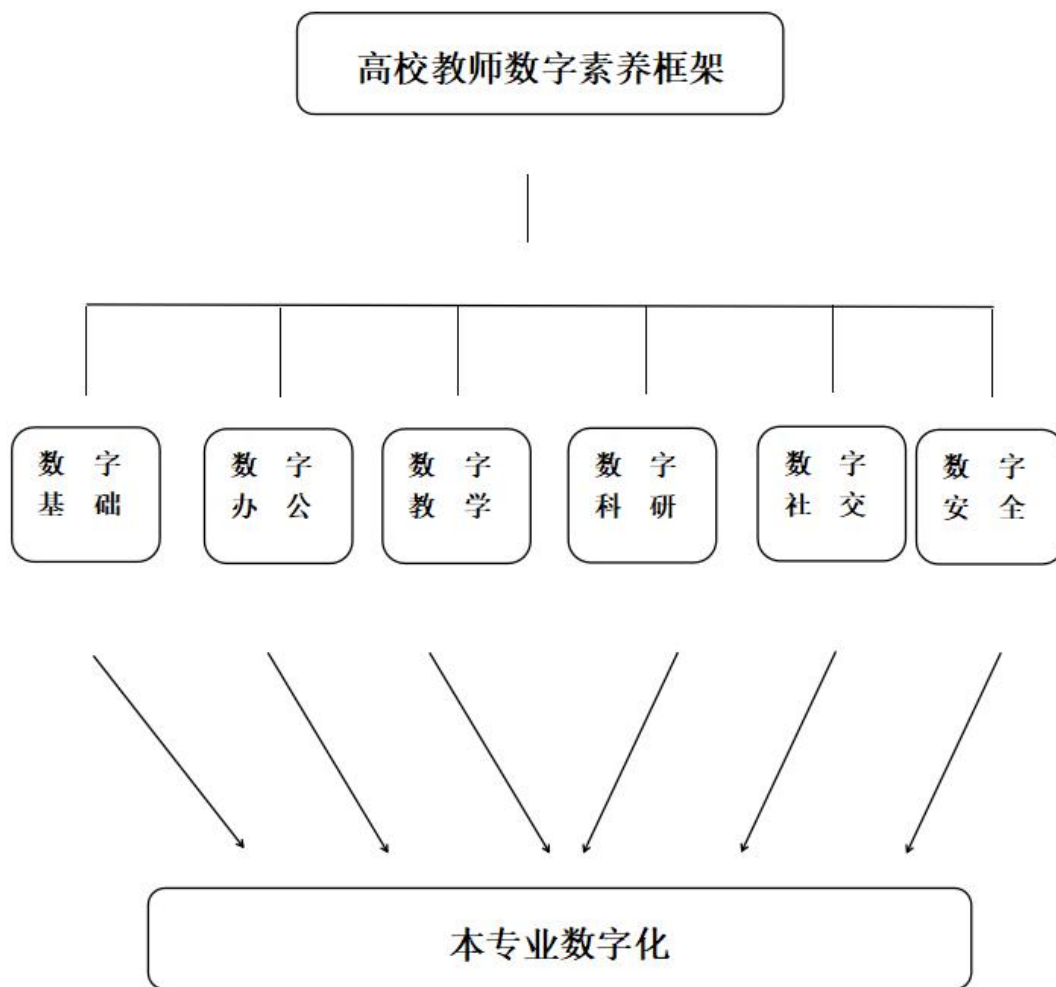 高校教师数字素养框架
数 字
基 础
数 字
办 公
数 字
教 学
数 字
科 研
数 字
社 交
数 字
安 全
本专业数字化